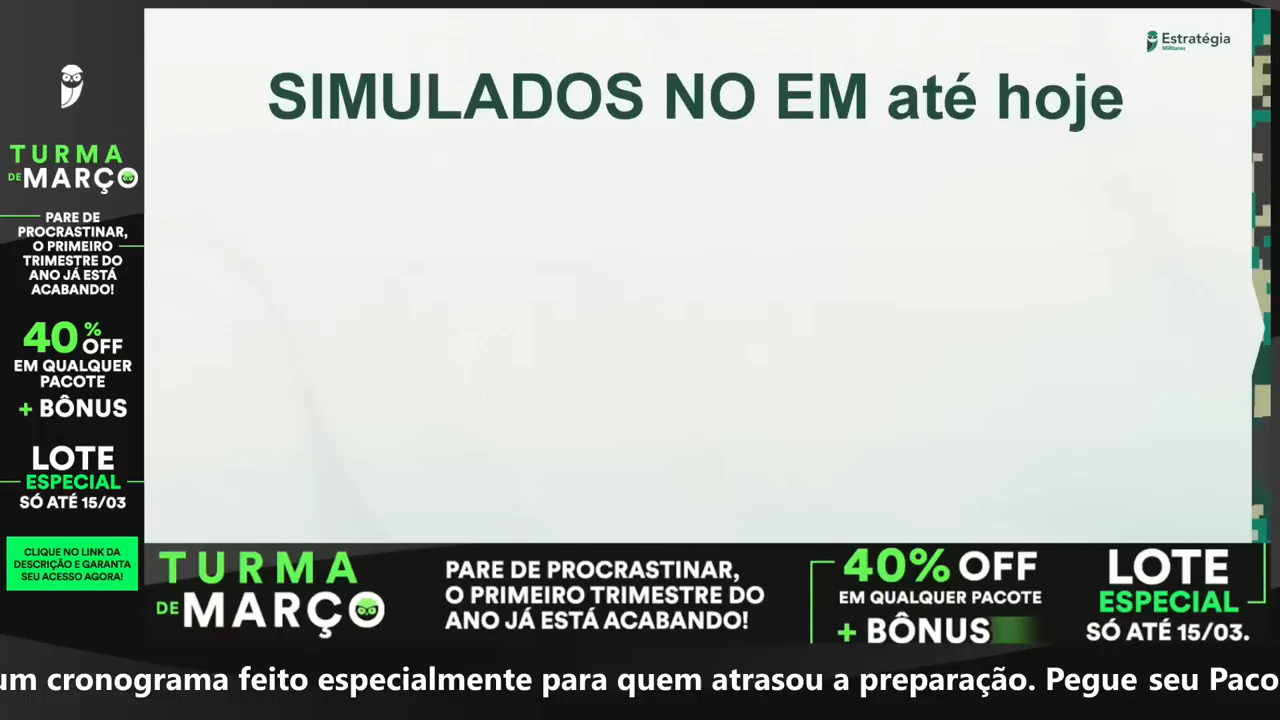 Estratégia
Militares
SIMULADOS NO EM até hoje
TURMA
DE MARÇO
PARE DE
PROCRASTINAR,
O PRIMEIRO
TRIMESTRE DO
ANO JÁ ESTÁ
ACABANDO!
40% OFF
EM QUALQUER
PACOTE
+ BÔNUS
LOTE
ESPECIAL
SÓ ATÉ 15/03
CLIQUE NO LINK DA
DESCRIÇÃO E GARANTA
SEU ACESSO AGORA!
TURMA
DE MARÇO
PARE DE PROCRASTINAR,
O PRIMEIRO TRIMESTRE DO
ANO JÁ ESTÁ ACABANDO!
40% OFF
EM QUALQUER PACOTE
+ BÔNUS
LOTE
ESPECIAL
SÓ ATÉ 15/03.
um cronograma feito especialmente para quem atrasou a preparação. Pegue seu Paco